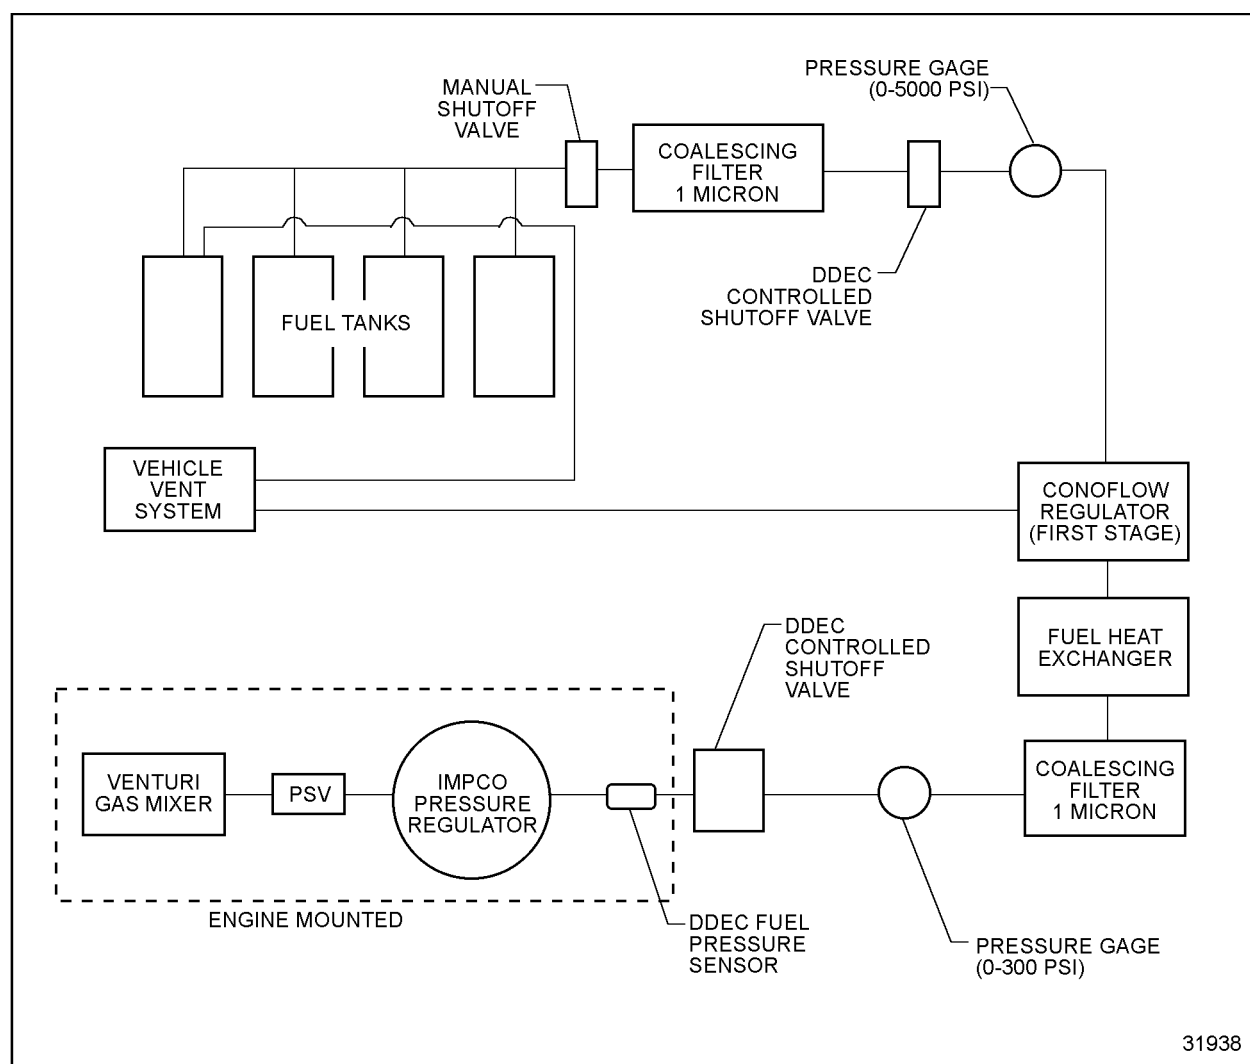 MANUAL
SHUTOFF
VALVE
PRESSURE GAGE
(0-5000 PSI)
COALESCING
FILTER
1 MICRON
DDEC
CONTROLLED
SHUTOFF VALVE
FUEL TANKS
VEHICLE
VENT
SYSTEM
CONOFLOW
REGULATOR
(FIRST STAGE)
FUEL HEAT
EXCHANGER
DDEC
CONTROLLED
SHUTOFF
VALVE
VENTURI
GAS MIXER
PSV
IMPCO
PRESSURE
REGULATOR
COALESCING
FILTER
1 MICRON
ENGINE MOUNTED
DDEC FUEL
PRESSURE
SENSOR
PRESSURE GAGE
(0-300 PSI)
31938